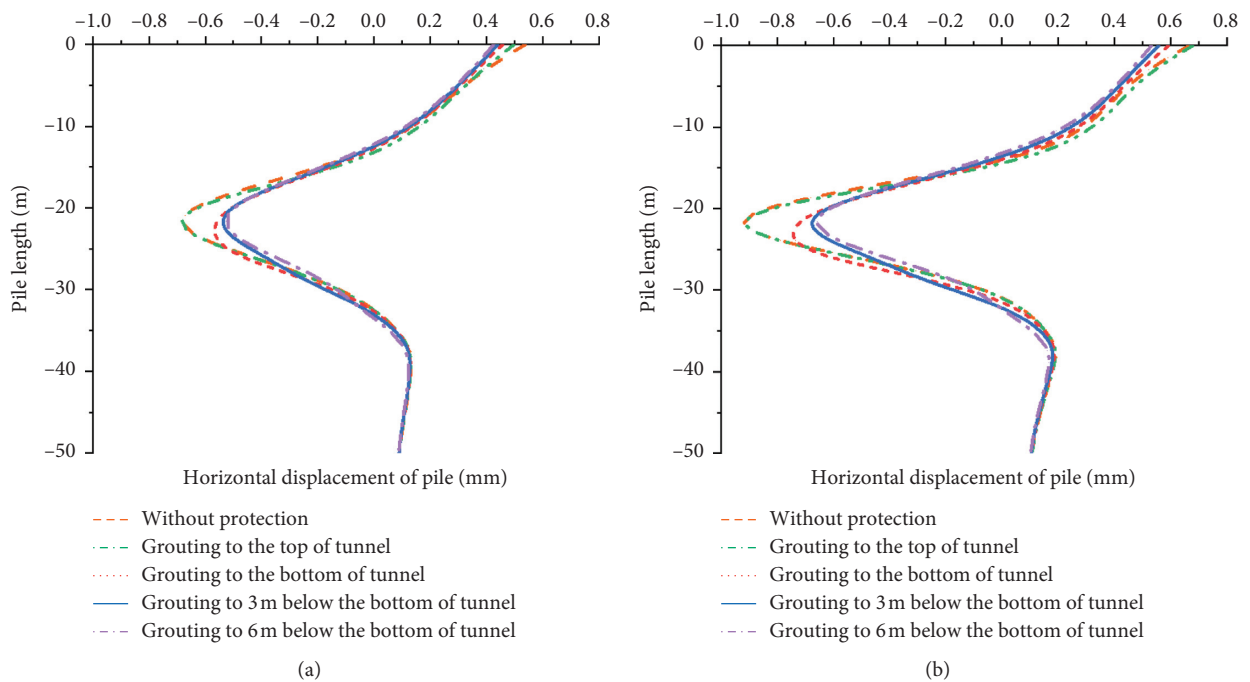 −1.0 −0.8 −0.6 −0.4 −0.2 0.0 0.2 0.4 0.6 0.8
0
−10
−20
−30
−40
−50
Pile length (m)
Horizontal displacement of pile (mm)
Without protection
Grouting to the top of tunnel
Grouting to the bottom of tunnel
Grouting to 3 m below the bottom of tunnel
Grouting to 6 m below the bottom of tunnel
(a)
−1.0 −0.8 −0.6 −0.4 −0.2 0.0 0.2 0.4 0.6 0.8
0
−10
−20
−30
−40
−50
Pile length (m)
Horizontal displacement of pile (mm)
Without protection
Grouting to the top of tunnel
Grouting to the bottom of tunnel
Grouting to 3 m below the bottom of tunnel
Grouting to 6 m below the bottom of tunnel
(b)